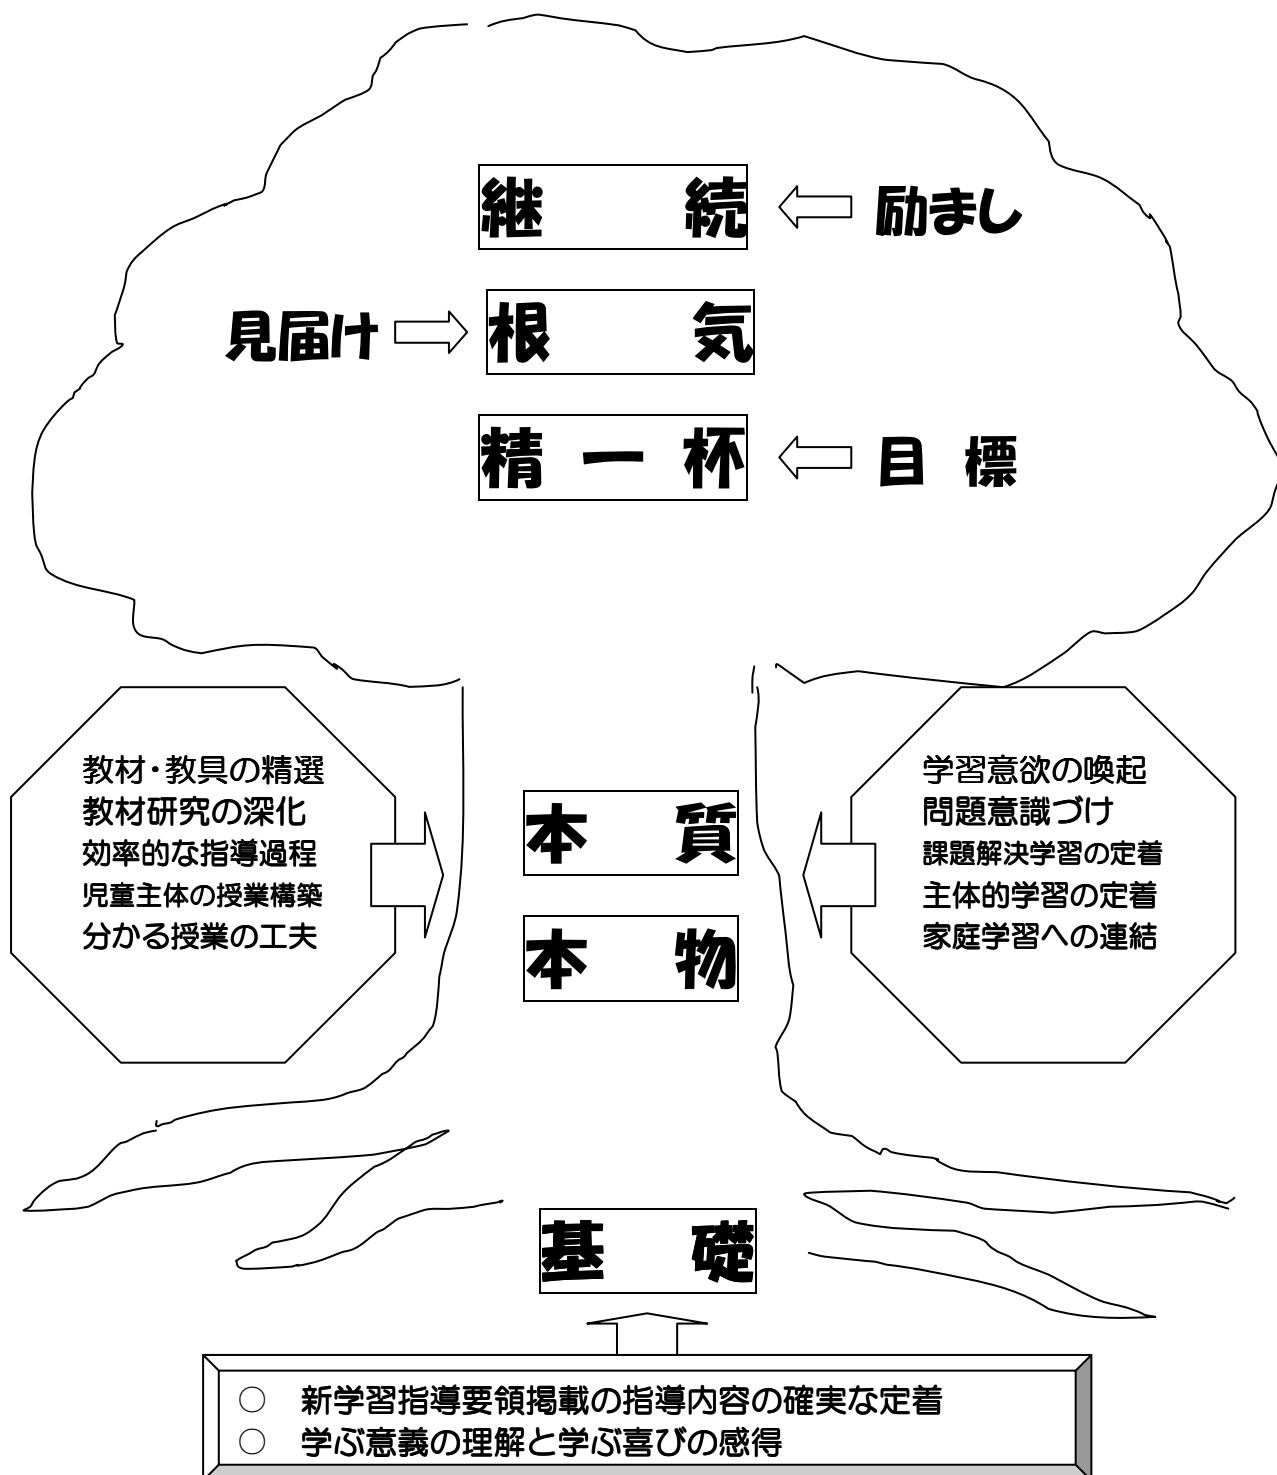 継 続
励まし
見届け
根 気
精 一 杯
目 標
教材・教具の精選
教材研究の深化
効率的な指導過程
児童主体の授業構築
分かる授業の工夫
学習意欲の喚起
問題意識づけ
課題解決学習の定着
主体的学習の定着
家庭学習への連結
本 質
本 物
基 礎
○ 新学習指導要領掲載の指導内容の確実な定着
○ 学ぶ意義の理解と学ぶ喜びの感得